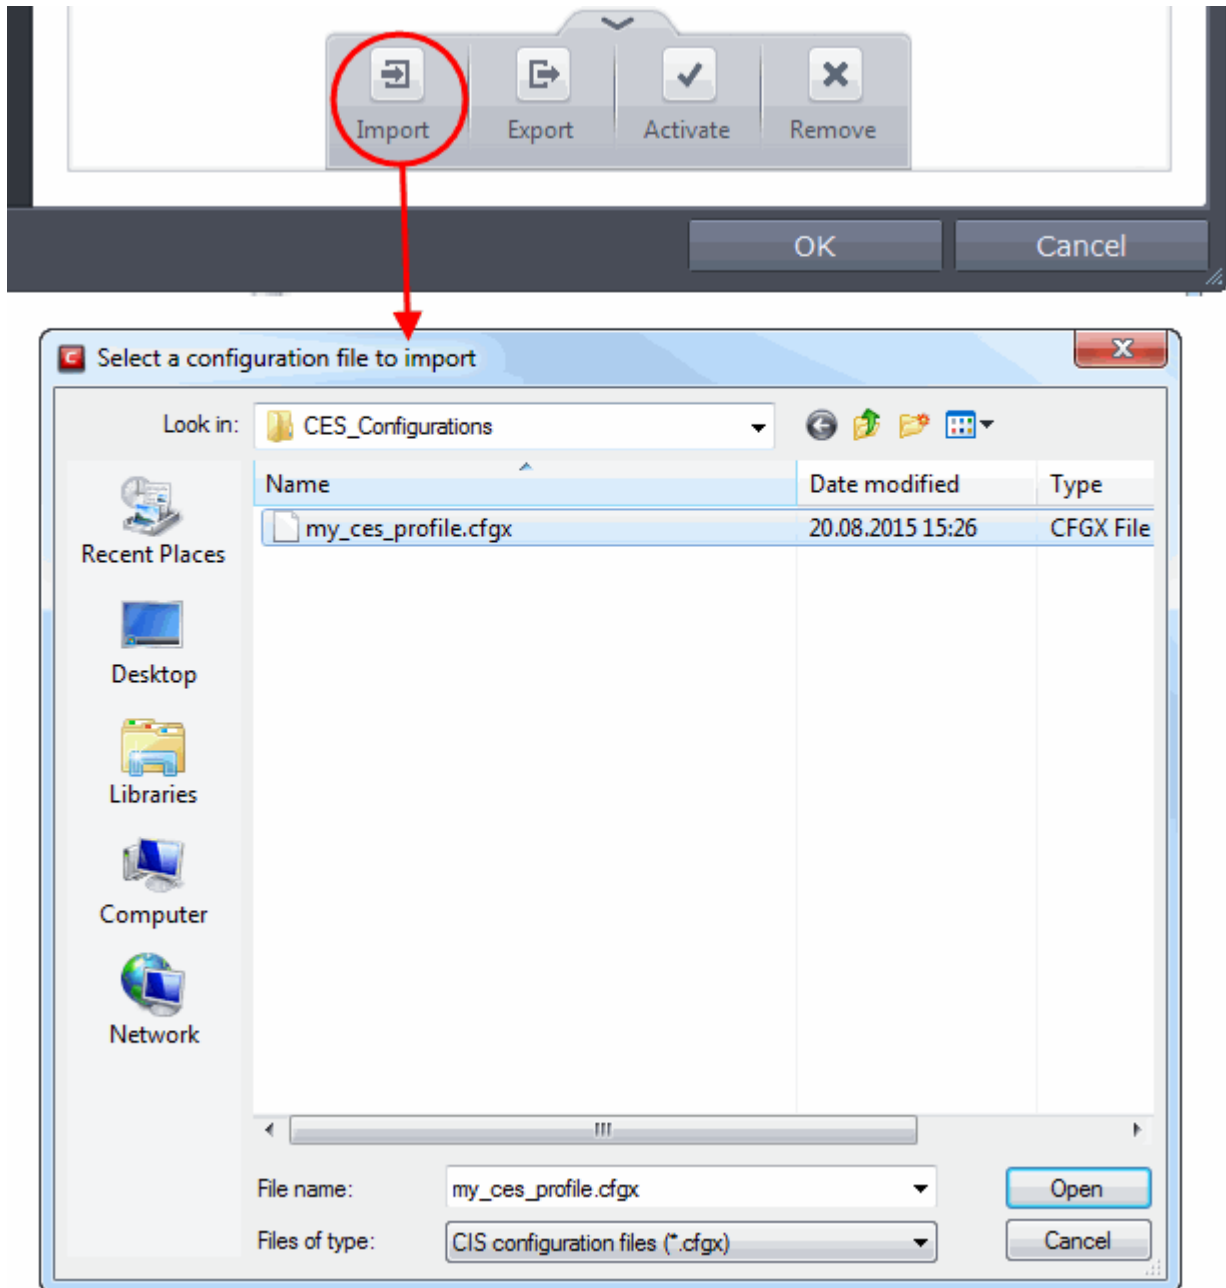 Import Export Activate Remove
OK Cancel
Select a configuration file to import
Look in: CES_Configurations
Name Date modified Type
my_ces_profile.cfgx 20.08.2015 15:26 CFGX File
Recent Places
Desktop
Libraries
Computer
Network
File name: my_ces_profile.cfgx Open
Files of type: CIS configuration files (*.cfgx) Cancel